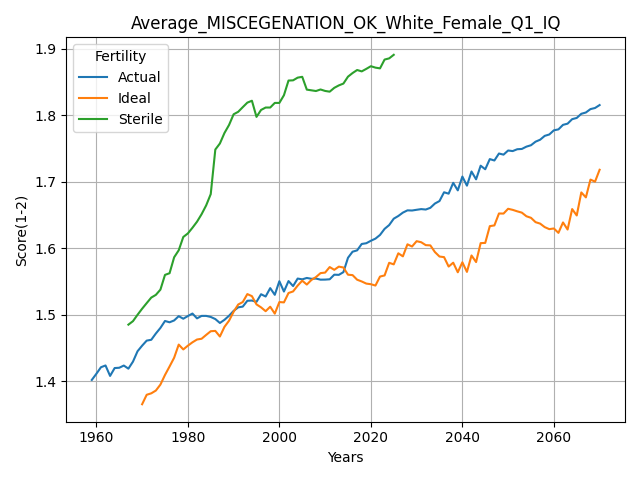 Average_MISCEGENATION_OK_White_Female_Q1_IQ
Fertility
Actual
Ideal
Sterile
Score(1-2)
1.9
1.8
1.7
1.6
1.5
1.4
1960 1980 2000 2020 2040 2060
Years